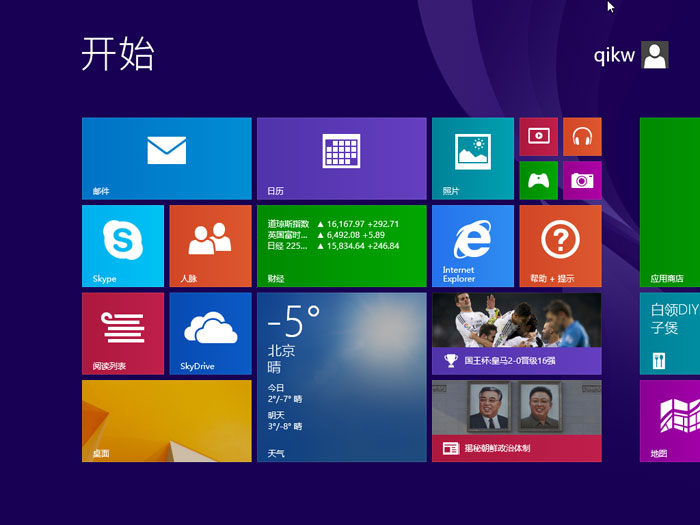 开始
qikw
邮件
日历
照片
Skype
人脉
道琼斯指数 ▲ 16,167.97 +292.71
英国富时... ▲ 6,492.08 +5.89
日经 225... ▲ 15,834.64 +246.84
财经
Internet
Explorer
帮助 + 提示
应用商店
阅读列表
SkyDrive
-5°
北京
晴
今日
2°/-7° 晴
明天
3°/-8° 晴
天气
国王杯:皇马2-0晋级16强
白领DIY
子煲
桌面
揭秘朝鲜政治体制
地图